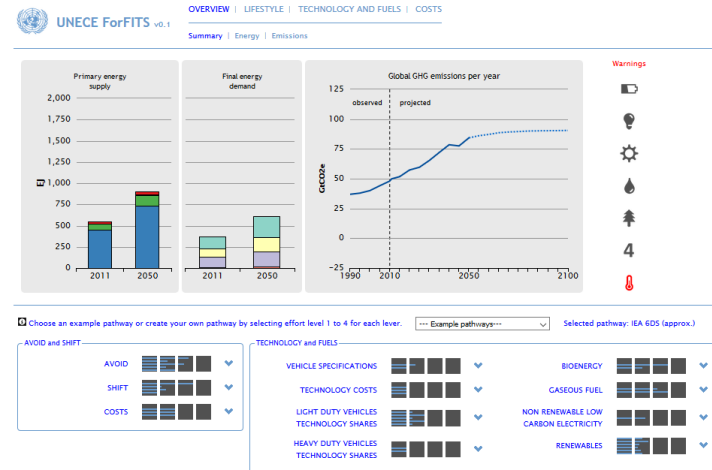 OVERVIEW | LIFESTYLE | TECHNOLOGY AND FUELS | COSTS
UNECE ForFITS v0.1
Summary | Energy | Emissions
Warnings
Primary energy
supply
Final energy
demand
Global GHG emissions per year
2,000
1,750
1,500
1,250
1,000
750
500
250
0
EJ
2011 2050
2011 2050
125
100
75
50
25
0
-25
GtCO2e
observed projected
1990 2010 2050 2100
4
Choose an example pathway or create your own pathway by selecting effort level 1 to 4 for each lever.
--- Example pathways---
Selected pathway: IEA 6DS (approx.)
AVOID and SHIFT
AVOID
SHIFT
COSTS
TECHNOLOGY and FUELS
VEHICLE SPECIFICATIONS
TECHNOLOGY COSTS
LIGHT DUTY VEHICLES
TECHNOLOGY SHARES
HEAVY DUTY VEHICLES
TECHNOLOGY SHARES
BIOENERGY
GASEOUS FUEL
NON RENEWABLE LOW
CARBON ELECTRICITY
RENEWABLES